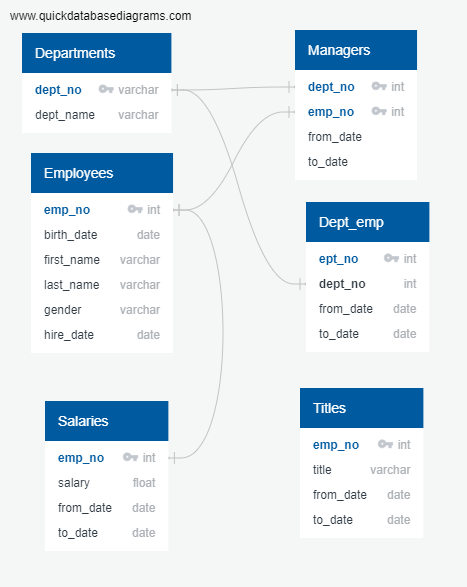 www.quickdatabasediagrams.com
Departments
dept_no varchar
dept_name varchar
Managers
dept_no int
emp_no int
from_date
to_date
Employees
emp_no int
birth_date date
first_name varchar
last_name varchar
gender varchar
hire_date date
Dept_emp
ept_no int
dept_no int
from_date date
to_date date
Salaries
emp_no int
salary float
from_date date
to_date date
Titles
emp_no int
title varchar
from_date date
to_date date